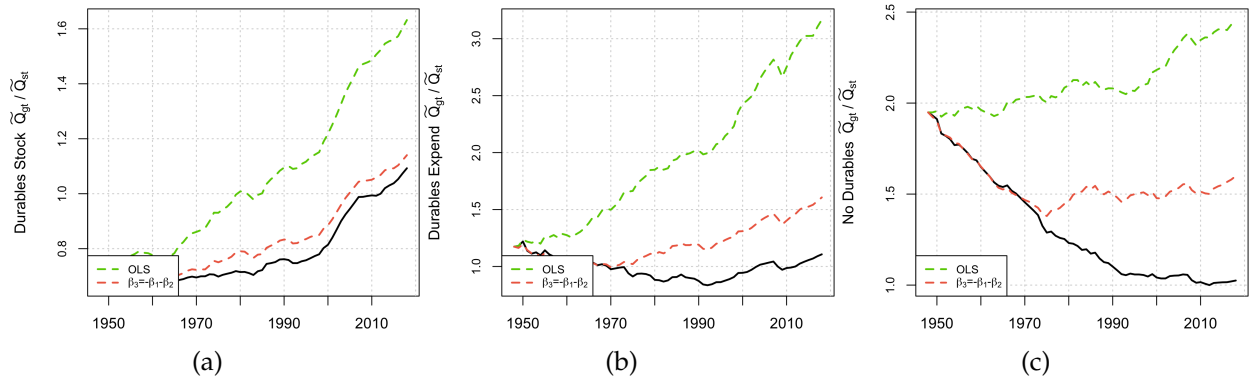 Durables Stock Q̃gt / Q̃st
1.6
1.4
1.2
1.0
0.8
OLS
β3=-β1-β2
1950
1970
1990
2010
(a)
Durables Expend Q̃gt / Q̃st
3.0
2.5
2.0
1.5
1.0
OLS
β3=-β1-β2
1950
1970
1990
2010
(b)
No Durables Q̃gt / Q̃st
2.5
2.0
1.5
1.0
OLS
β3=-β1-β2
1950
1970
1990
2010
(c)